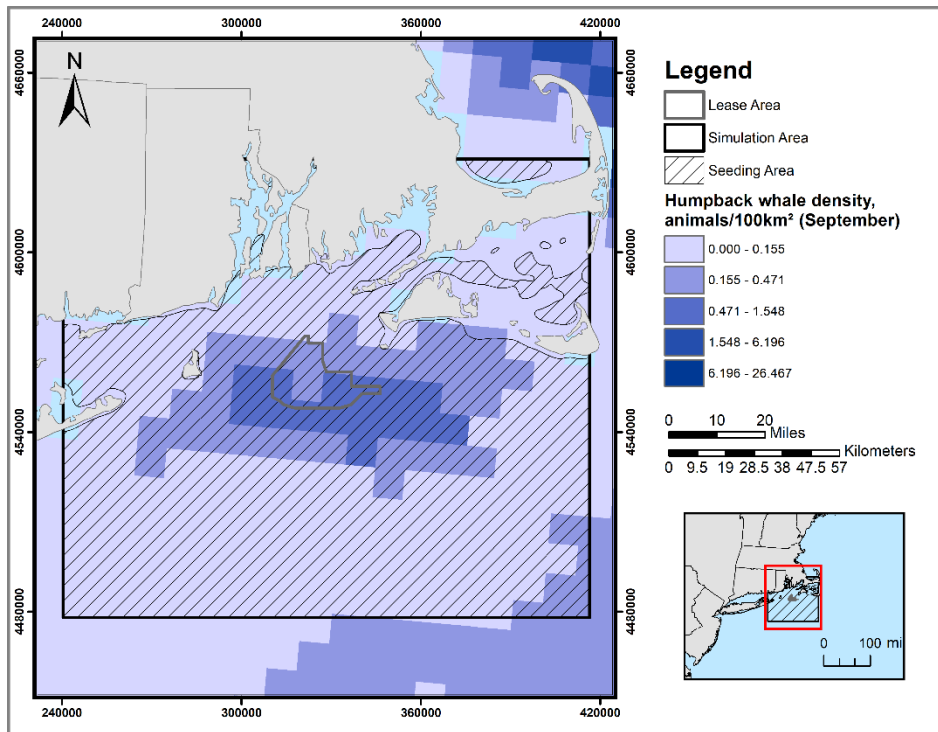 240000 300000 360000 420000
4660000
4600000
4540000
4480000
N
4660000
4600000
4540000
4480000
240000 300000 360000 420000
Legend
Lease Area
Simulation Area
Seeding Area
Humpback whale density,
animals/100km² (September)
0.000 - 0.155
0.155 - 0.471
0.471 - 1.548
1.548 - 6.196
6.196 - 26.467
0 10 20
Miles
Kilometers
0 9.5 19 28.5 38 47.5 57
0 100 mi